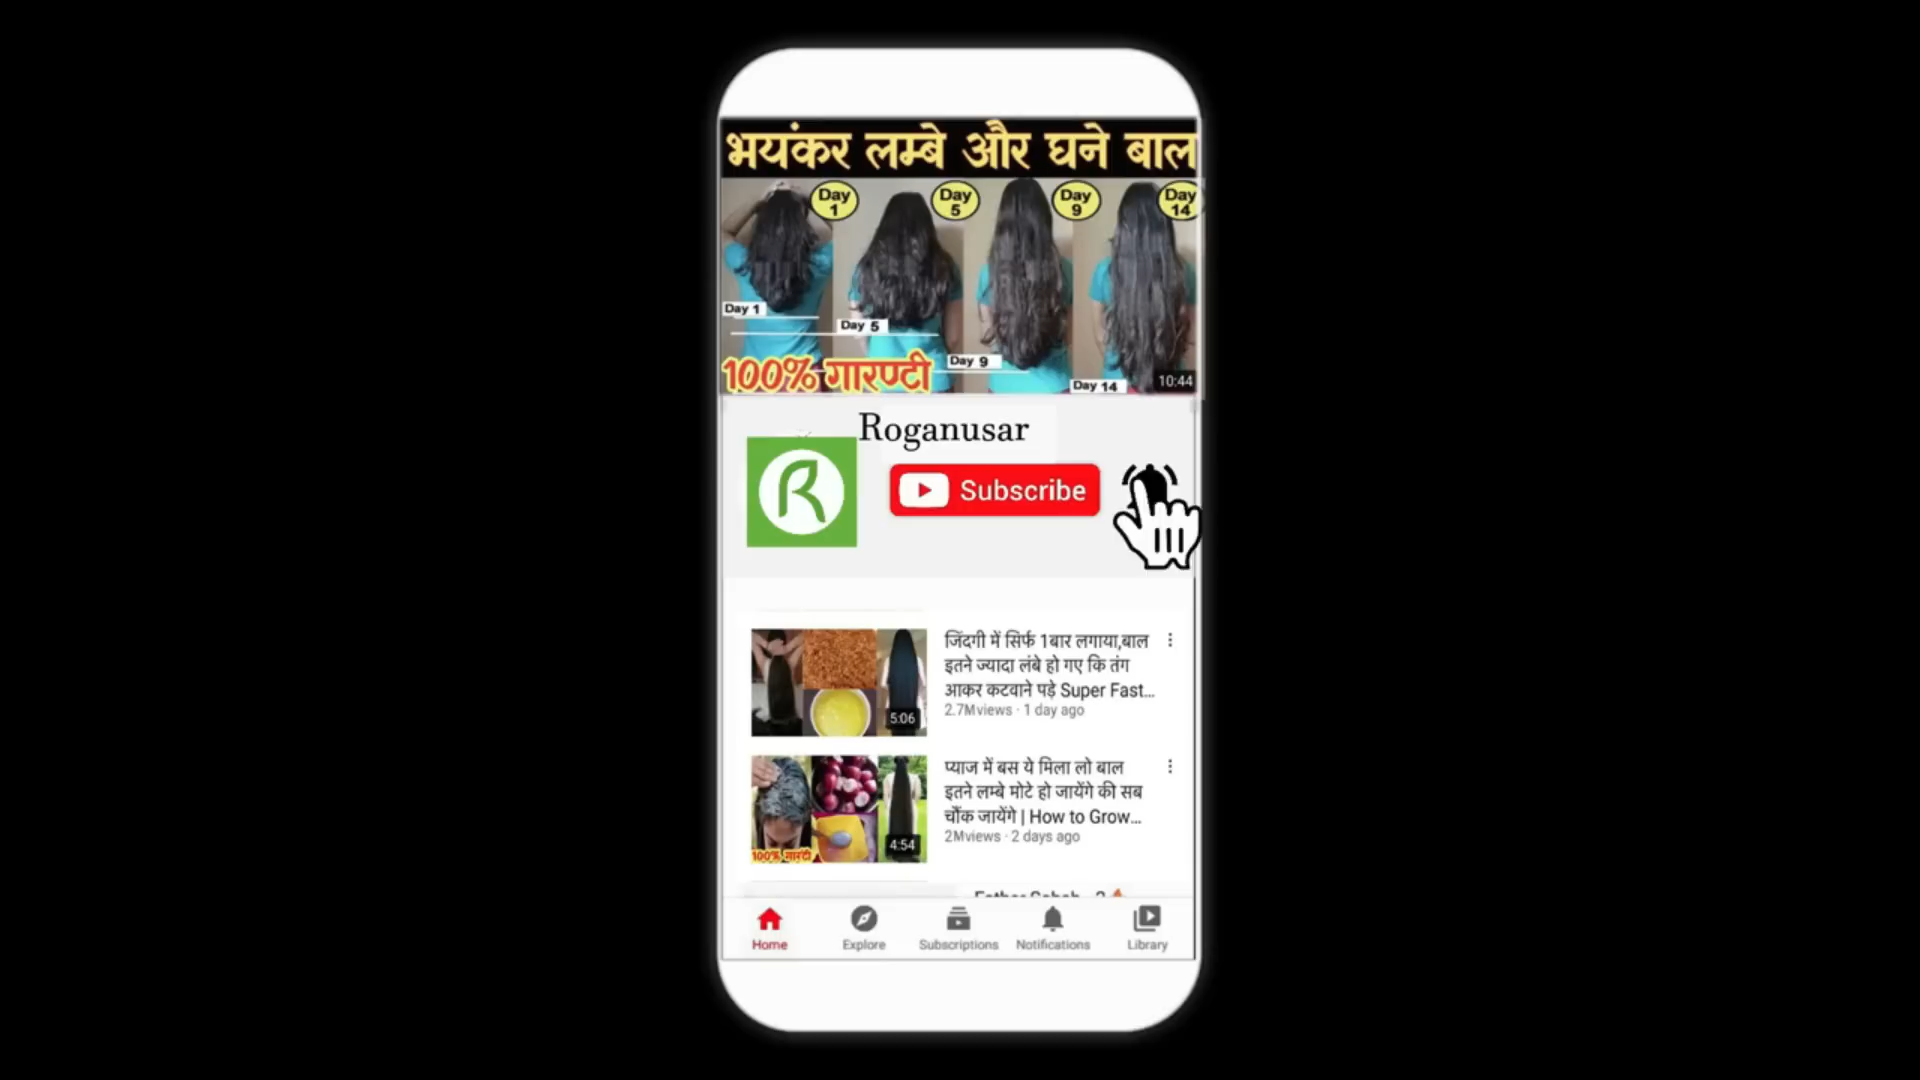 भयंकर लम्बे और घने बाल
Day 1
Day 5
Day 9
Day 14
Day 1
Day 5
Day 9
Day 14
100% गारण्टी
10:44
Roganusar
R
Subscribe
जिंदगी में सिर्फ 1बार लगाया,बाल
इतने ज्यादा लंबे हो गए कि तंग
आकर कटवाने पड़े Super Fast...
2.7Mviews · 1 day ago
5:06
प्याज में बस ये मिला लो बाल
इतने लम्बे मोटे हो जायेंगे की सब
चौंक जायेंगे | How to Grow...
2Mviews · 2 days ago
4:54
100% गारंटी
Home
Explore
Subscriptions
Notifications
Library